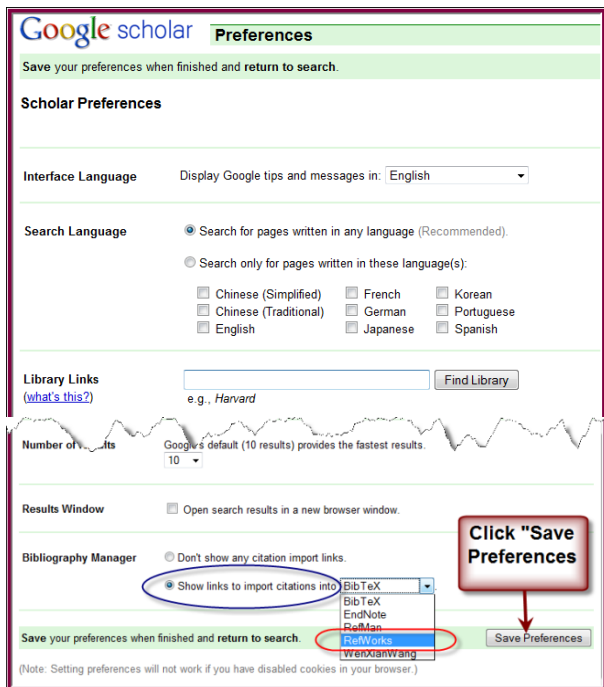 Google scholar Preferences
Save your preferences when finished and return to search.
Scholar Preferences
Interface Language Display Google tips and messages in: English
Search Language Search for pages written in any language (Recommended).
Search only for pages written in these language(s):
Chinese (Simplified) French Korean
Chinese (Traditional) German Portuguese
English Japanese Spanish
Library Links Find Library
(what's this?) e.g., Harvard
Number of Google's default (10 results) provides the fastest results.
10
Results Window Open search results in a new browser window.
Click "Save
Preferences
Bibliography Manager Don't show any citation import links.
Show links to import citations into BibTeX .
BibTeX
EndNote
RefMan
RefWorks
WenXianWang
Save your preferences when finished and return to search. Save Preferences
(Note: Setting preferences will not work if you have disabled cookies in your browser.)